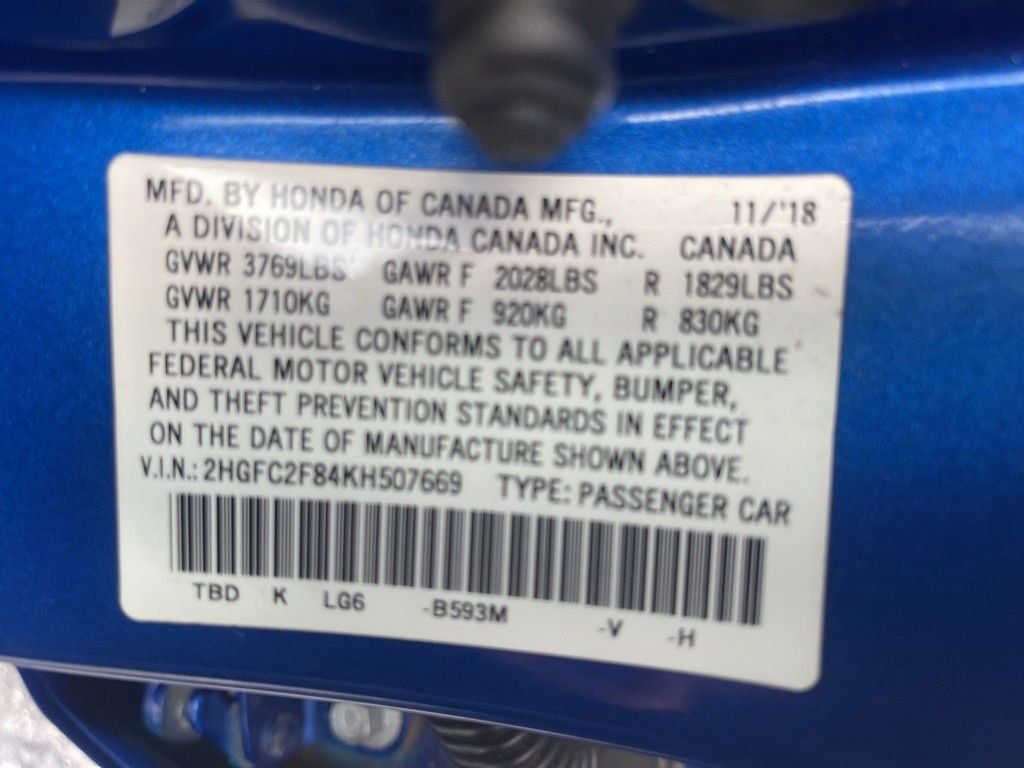 MFD. BY HONDA OF CANADA MFG., 11/'18
A DIVISION OF HONDA CANADA INC. CANADA
GVWR 3769LBS GAWR F 2028LBS R 1829LBS
GVWR 1710KG GAWR F 920KG R 830KG
THIS VEHICLE CONFORMS TO ALL APPLICABLE
FEDERAL MOTOR VEHICLE SAFETY, BUMPER,
AND THEFT PREVENTION STANDARDS IN EFFECT
ON THE DATE OF MANUFACTURE SHOWN ABOVE.
V.I.N.: 2HGFC2F84KH507669 TYPE: PASSENGER CAR
TBD K LG6 -B593M -V -H